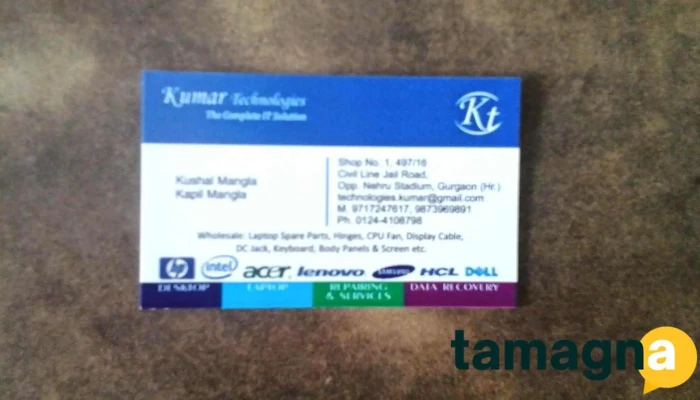 Kumar Technologies
The Complete IT Solution
Kt
Kushal Mangla
Kapil Mangla
Shop No. 1, 497/16
Civil Line Jail Road,
Opp. Nehru Stadium, Gurgaon (Hr.)
technologies.kumar@gmail.com
M. 9717247617, 9873969891
Ph. 0124-4108798
Wholesale: Laptop Spare Parts, Hinges, CPU Fan, Display Cable,
DC Jack, Keyboard, Body Panels & Screen etc.
hp intel acer lenovo SAMSUNG HCL DELL
DESKTOP LAPTOP REPAIRING & SERVICES DATA RECOVERY
tamagna